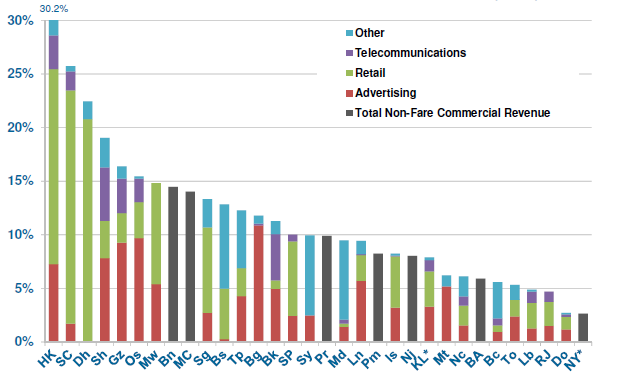 30.2%
30%
25%
20%
15%
10%
5%
0%
Other
Telecommunications
Retail
Advertising
Total Non-Fare Commercial Revenue
HK SC Dh Sh Gz Os Mw Bn MC Sg Bs Tp Bg Bk SP Sy Pr Md Ln Pm Is Nj KL* Mt Nc BA Bc To Lb RJ Do NY*